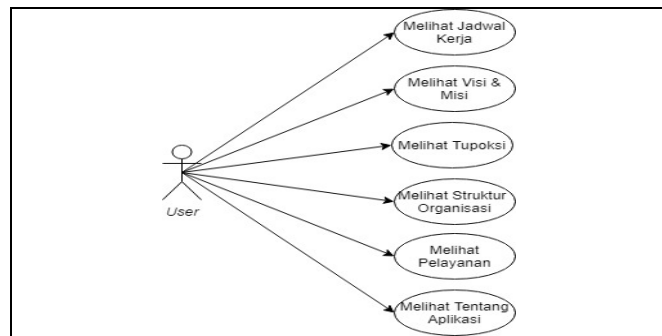 Melihat Jadwal
Kerja
Melihat Visi &
Misi
Melihat Tupoksi
User
Melihat Struktur
Organisasi
Melihat
Pelayanan
Melihat Tentang
Aplikasi